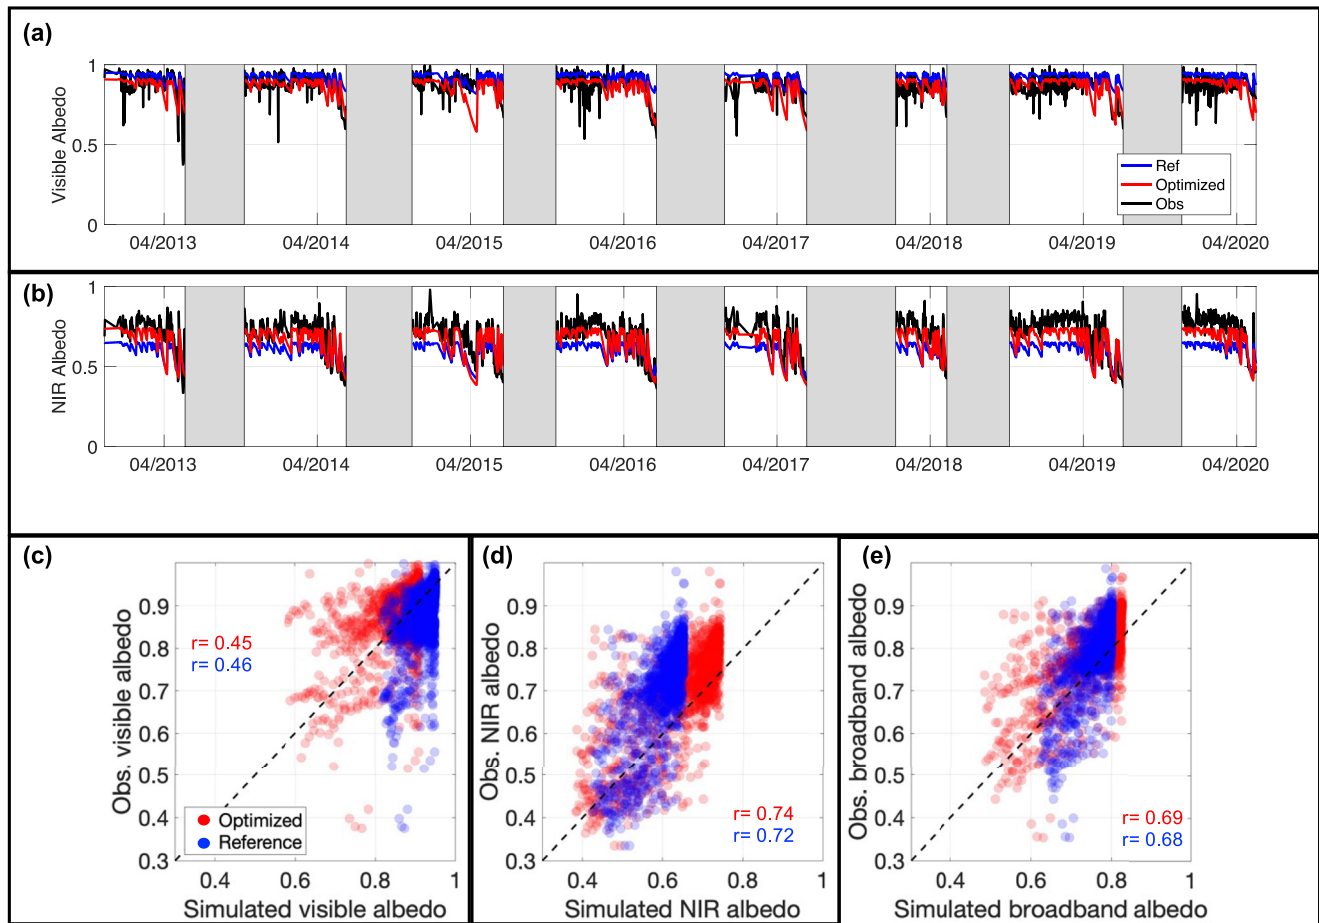 (a)
Visible Albedo
1
0.5
0
Ref
Optimized
Obs
04/2013 04/2014 04/2015 04/2016 04/2017 04/2018 04/2019 04/2020
(b)
NIR Albedo
1
0.5
0
04/2013 04/2014 04/2015 04/2016 04/2017 04/2018 04/2019 04/2020
(c)
Obs. visible albedo
0.9
0.8
0.7
0.6
0.5
0.4
0.3
r= 0.45
r= 0.46
Optimized
Reference
0.4 0.6 0.8 1
Simulated visible albedo
(d)
Obs. NIR albedo
0.9
0.8
0.7
0.6
0.5
0.4
0.3
r= 0.74
r= 0.72
0.4 0.6 0.8 1
Simulated NIR albedo
(e)
Obs. broadband albedo
0.9
0.8
0.7
0.6
0.5
0.4
0.3
r= 0.69
r= 0.68
0.4 0.6 0.8 1
Simulated broadband albedo